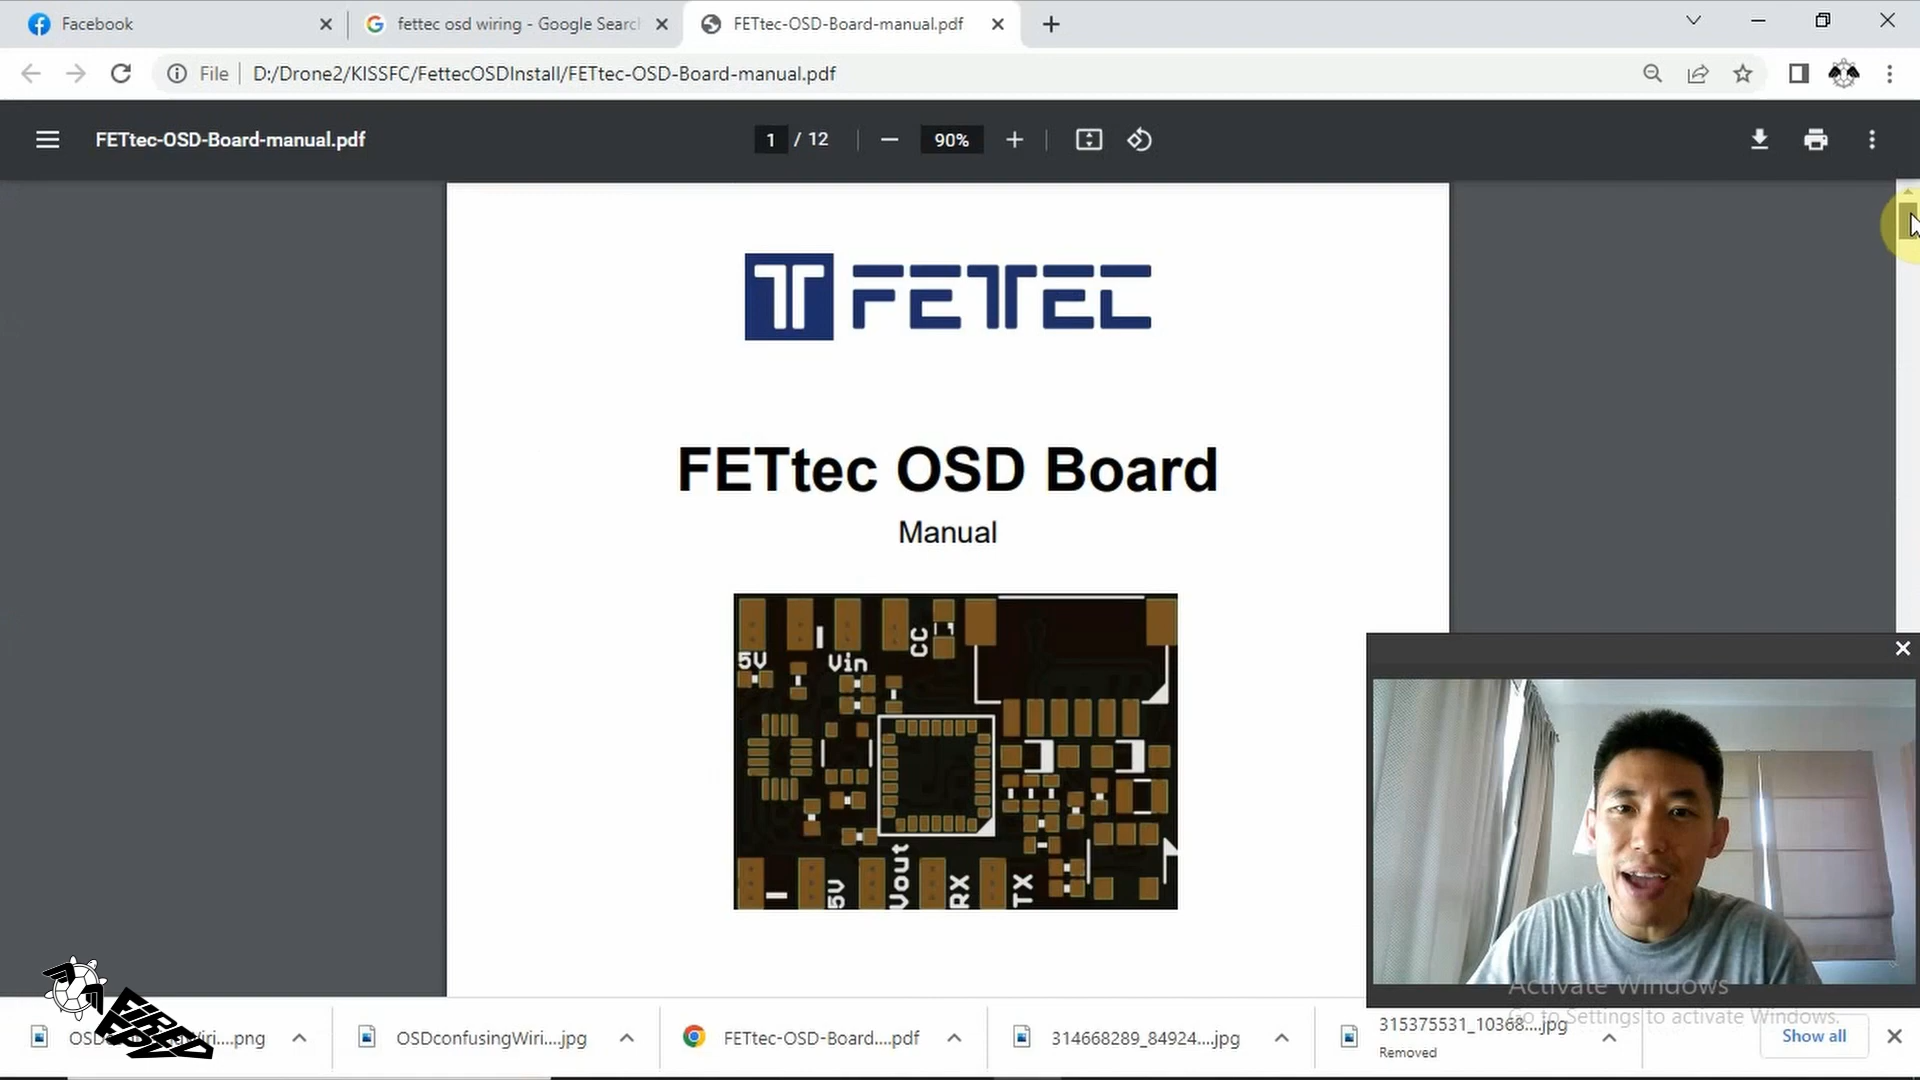 Facebook
fettec osd wiring - Google Searc
FETtec-OSD-Board-manual.pdf
File
D:/Drone2/KISSFC/FettecOSDInstall/FETtec-OSD-Board-manual.pdf
FETtec-OSD-Board-manual.pdf
1 / 12
90%
FETTEC
FETtec OSD Board
Manual
5V
Vin
CC
5V
Vout
RX
TX
Activate Windows
Go to Settings to activate Windows.
OSDconfusingWiri....jpg
FETtec-OSD-Board....pdf
314668289_84924....jpg
315375531_10368....jpg
Removed
Show all